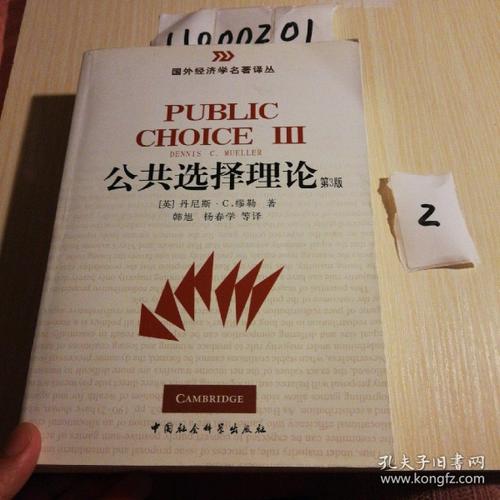 11000201
国外经济学名著译丛
PUBLIC
CHOICE III
DENNIS C. MUELLER
公共选择理论 第3版
[英] 丹尼斯·C.缪勒 著
韩旭 杨春学 等译
2
CAMBRIDGE
中国社会科学出版社
孔夫子旧书网
www.kongfz.com